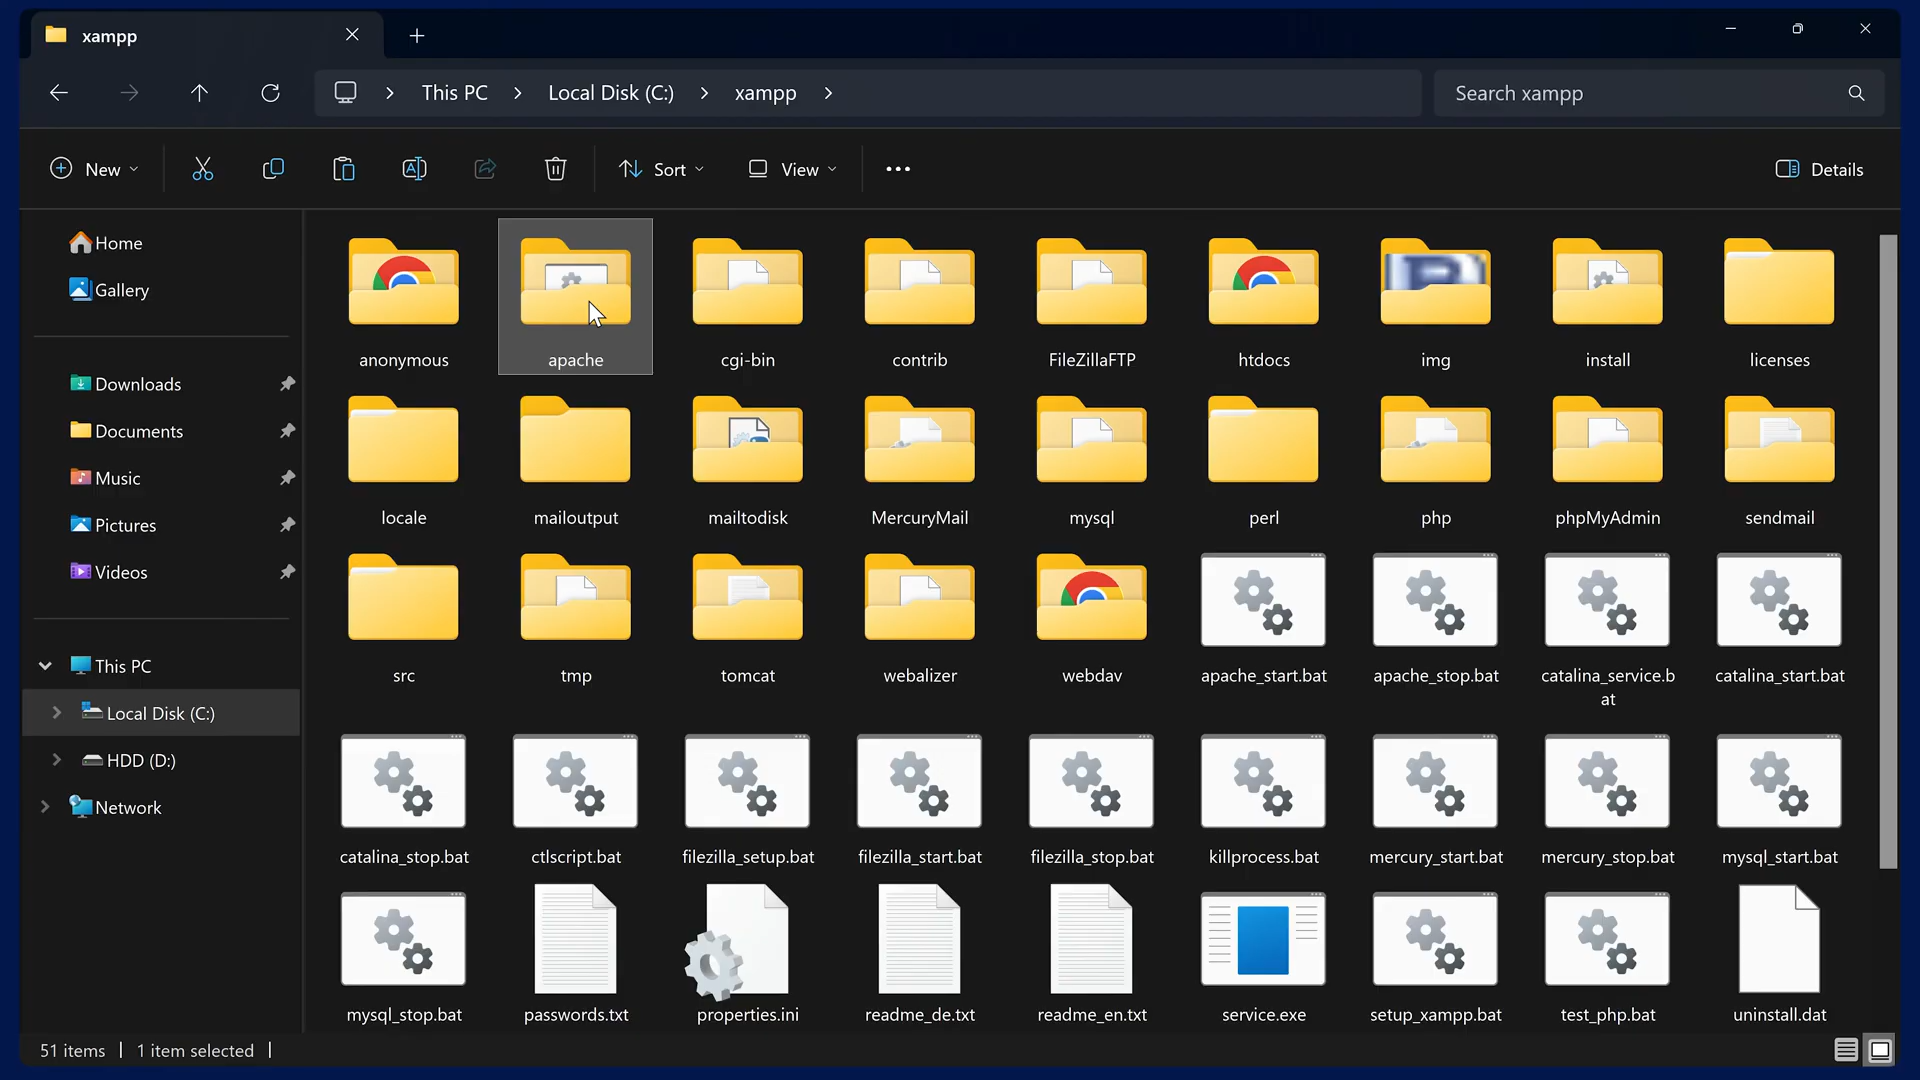 xampp
This PC
Local Disk (C:)
xampp
Search xampp
New
Sort
View
Details
Home
Gallery
Downloads
Documents
Music
Pictures
Videos
This PC
Local Disk (C:)
HDD (D:)
Network
anonymous
apache
cgi-bin
contrib
FileZillaFTP
htdocs
img
install
licenses
locale
mailoutput
mailtodisk
MercuryMail
mysql
perl
php
phpMyAdmin
sendmail
src
tmp
tomcat
webalizer
webdav
apache_start.bat
apache_stop.bat
catalina_service.b
at
catalina_start.bat
catalina_stop.bat
ctlscript.bat
filezilla_setup.bat
filezilla_start.bat
filezilla_stop.bat
killprocess.bat
mercury_start.bat
mercury_stop.bat
mysql_start.bat
mysql_stop.bat
passwords.txt
properties.ini
readme_de.txt
readme_en.txt
service.exe
setup_xampp.bat
test_php.bat
uninstall.dat
51 items
1 item selected